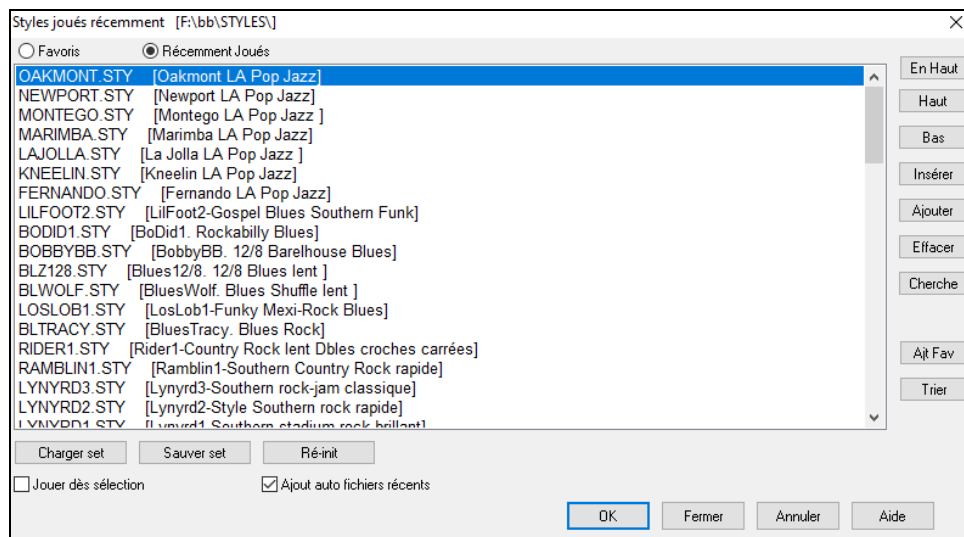 Styles joués récemment [F:\bb\STYLES\]
Favoris Récemment Joués
OAKMONT.STY [Oakmont LA Pop Jazz]
NEWPORT.STY [Newport LA Pop Jazz]
MONTEGO.STY [Montego LA Pop Jazz ]
MARIMBA.STY [Marimba LA Pop Jazz]
LAJOLLA.STY [La Jolla LA Pop Jazz ]
KNEELIN.STY [Kneelin LA Pop Jazz]
FERNANDO.STY [Fernando LA Pop Jazz]
LILFOOT2.STY [LilFoot2-Gospel Blues Southern Funk]
BODID1.STY [BoDid1. Rockabilly Blues]
BOBBYBB.STY [BobbyBB. 12/8 Barelhouse Blues]
BLZ128.STY [Blues12/8. 12/8 Blues lent ]
BLWOLF.STY [BluesWolf. Blues Shuffle lent ]
LOSLOB1.STY [LosLob1-Funky Mexi-Rock Blues]
BLTRACY.STY [BluesTracy. Blues Rock]
RIDER1.STY [Rider1-Country Rock lent Dbles croches carrées]
RAMBLIN1.STY [Ramblin1-Southern Country Rock rapide]
LYNYRD3.STY [Lynyrd3-Southern rock-jam classique]
LYNYRD2.STY [Lynyrd2-Style Southern rock rapide]
LYNYRD1.STY [Lynyrd1 Southern stadium rock brillant]
En Haut
Haut
Bas
Insérer
Ajouter
Effacer
Cherche
Ajt Fav
Trier
Charger set Sauver set Ré-init
Jouer dès sélection Ajout auto fichiers récents
OK Fermer Annuler Aide